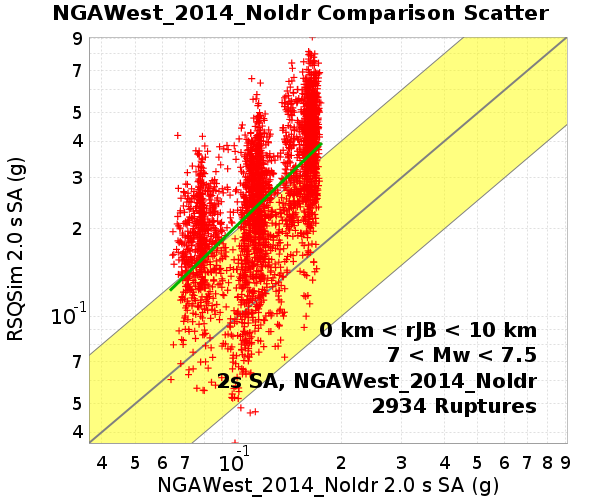 NGAWest_2014_NoIdr Comparison Scatter
9
7
5
4
3
2
10-1
7
5
4
RSQSim 2.0 s SA (g)
0 km < rJB < 10 km
7 < Mw < 7.5
2s SA, NGAWest_2014_NoIdr
2934 Ruptures
4 5 6 7 10-1 2 3 4 5 6 7 8 9
NGAWest_2014_NoIdr 2.0 s SA (g)